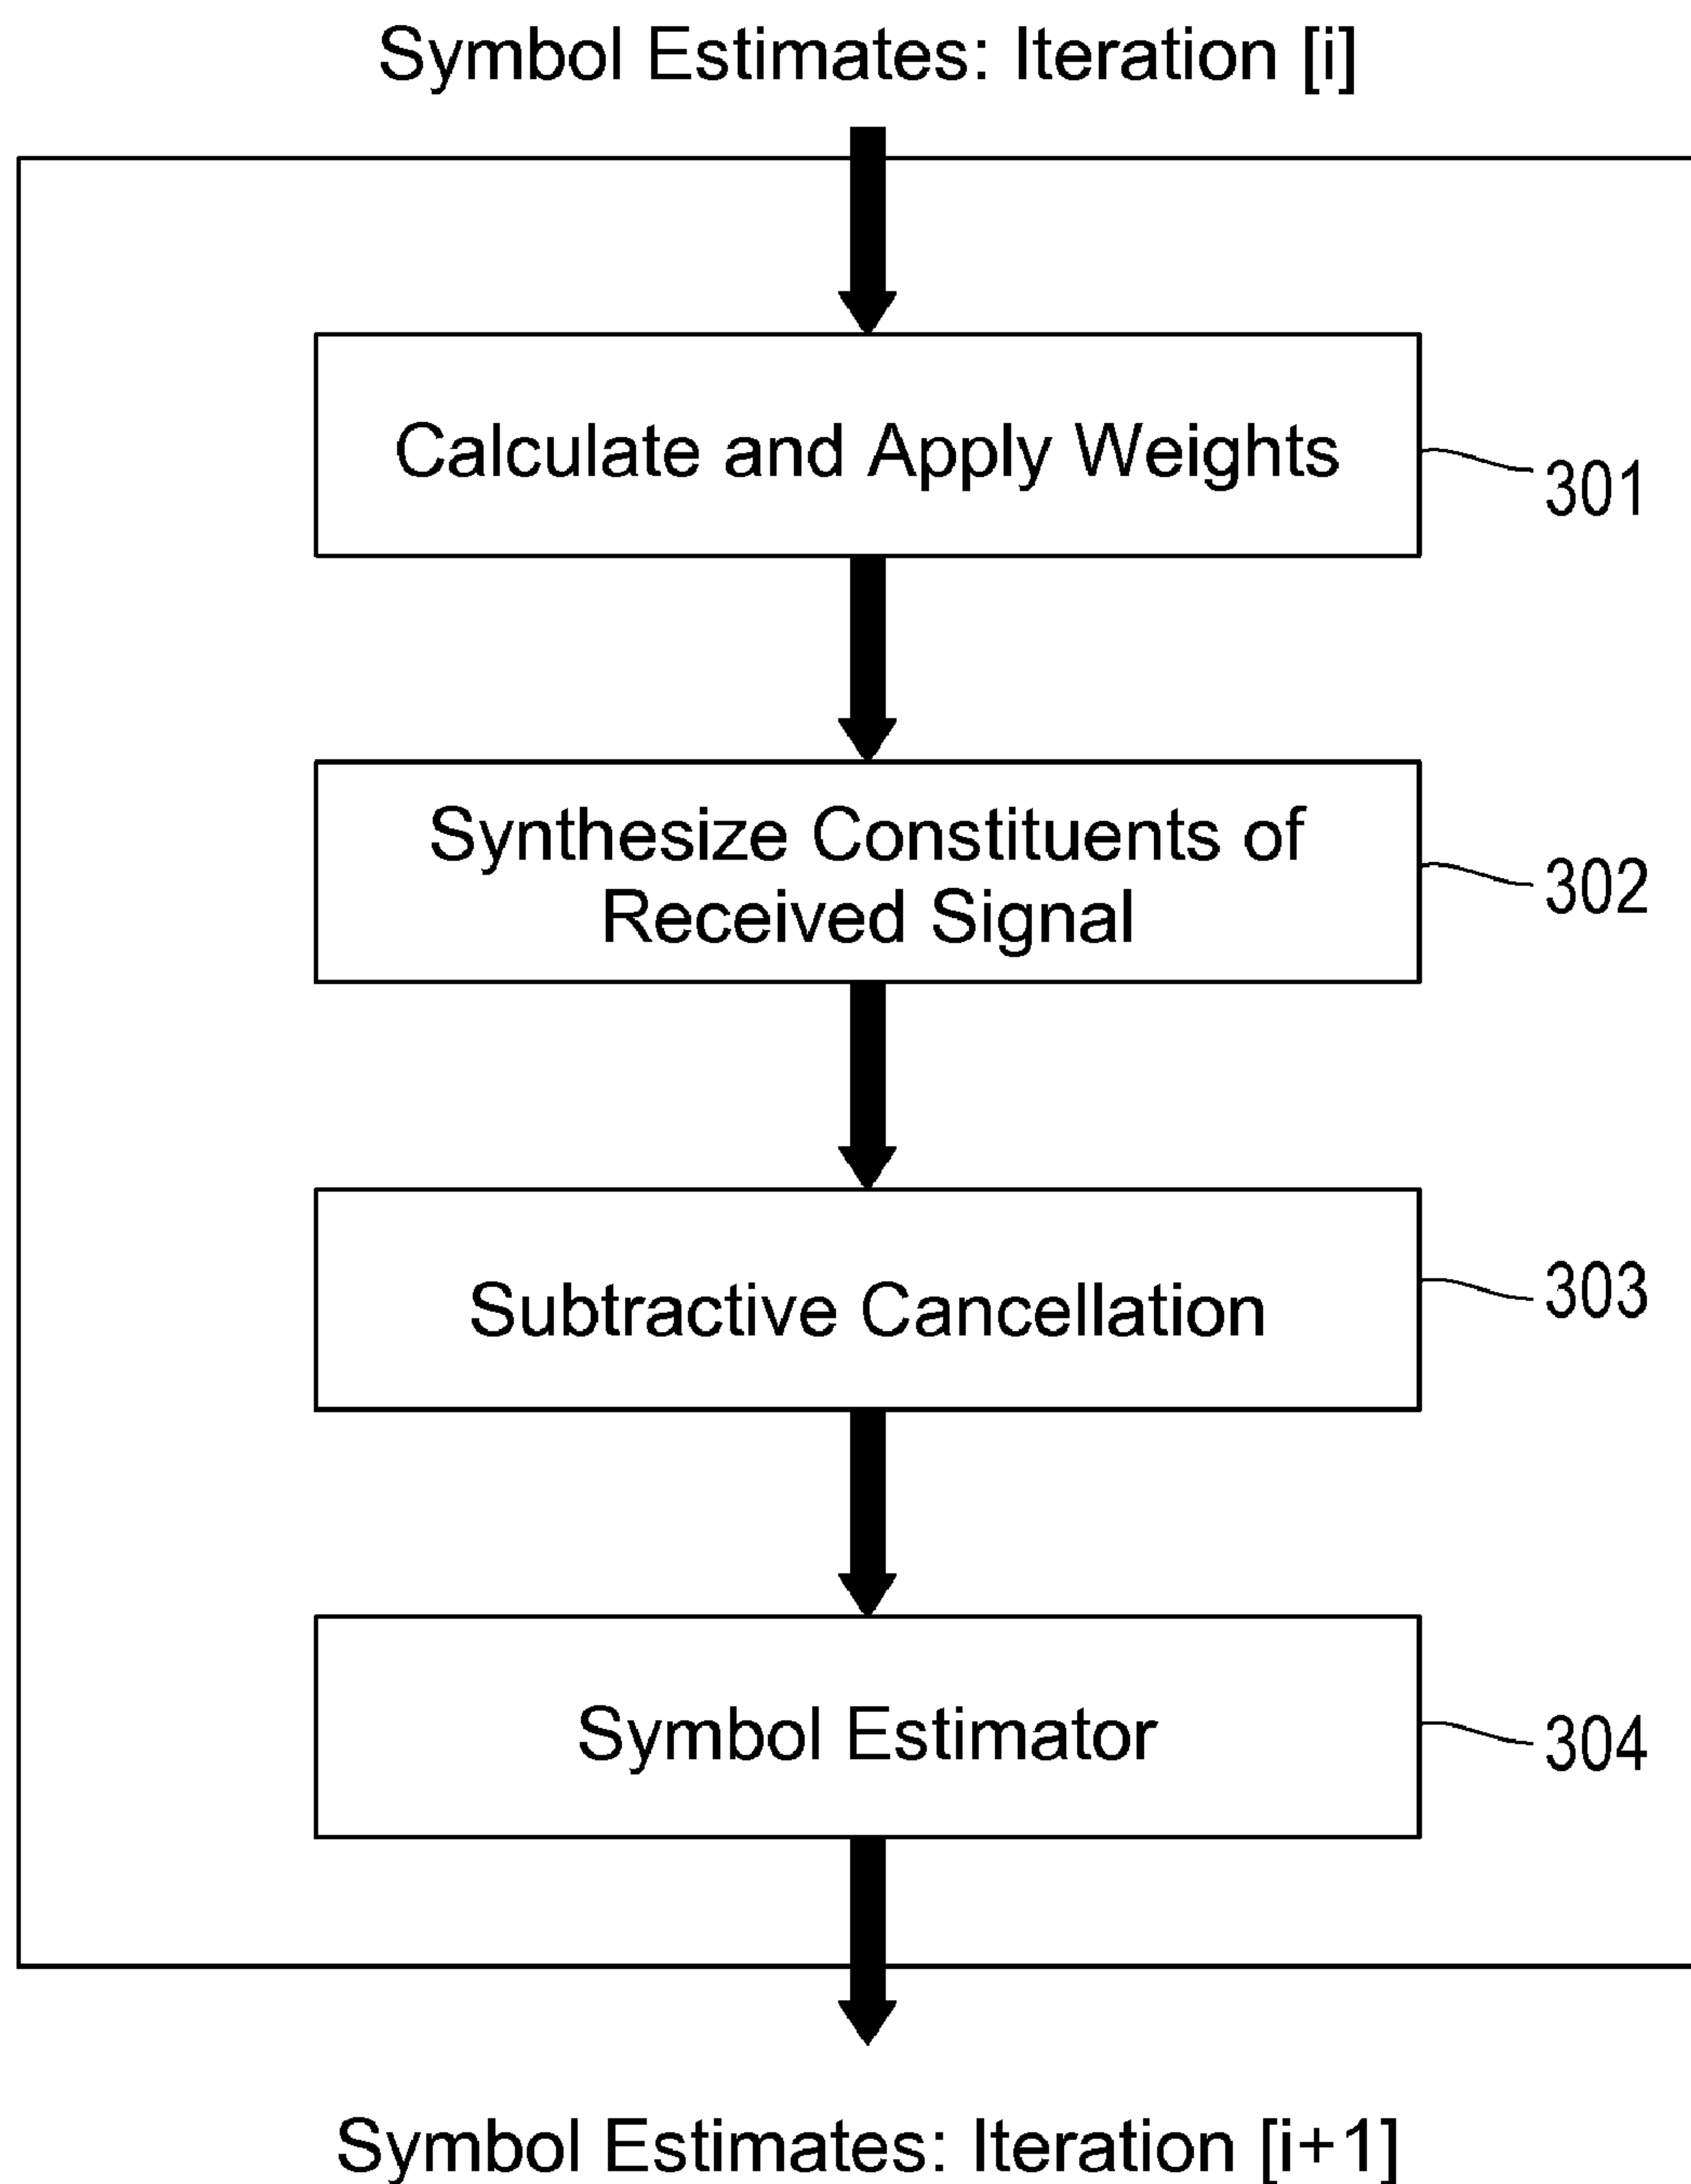 Symbol Estimates: Iteration [i]
Calculate and Apply Weights
301
Synthesize Constituents of
Received Signal
302
Subtractive Cancellation
303
Symbol Estimator
304
Symbol Estimates: Iteration [i+1]